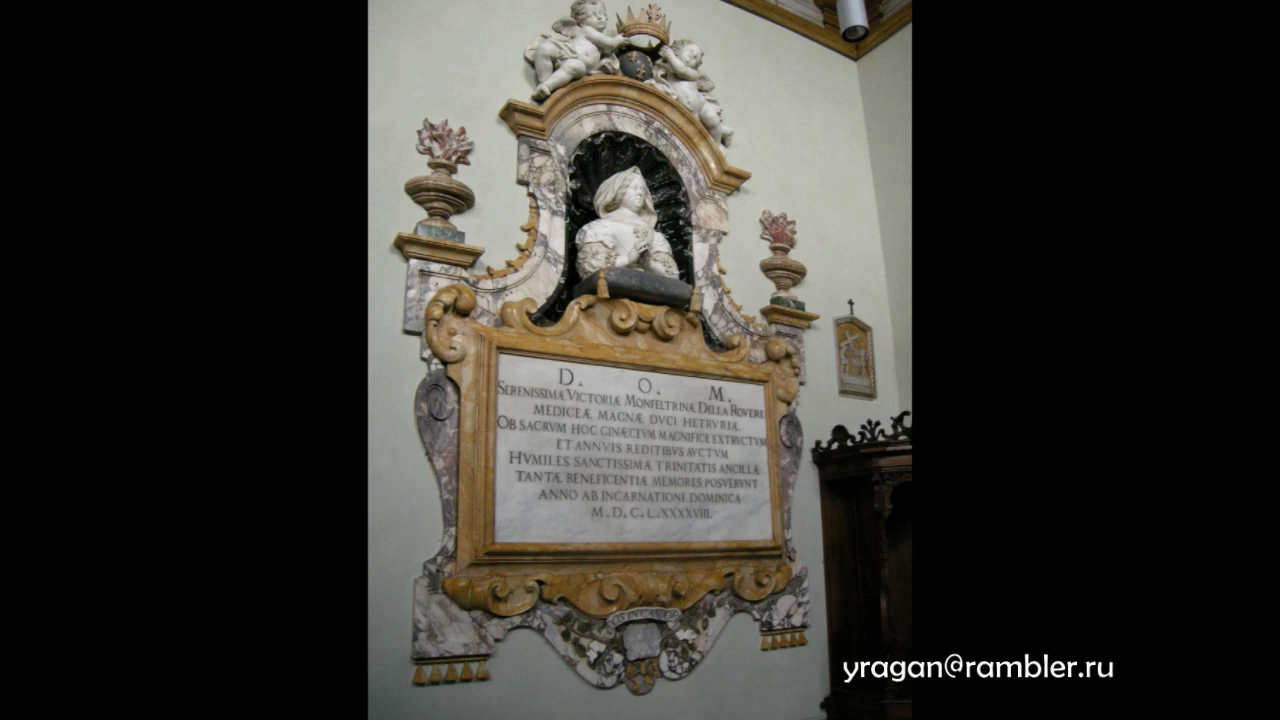 D. O. M.
SERENISSIMÆ VICTORIÆ MONFELTRINÆ DELLA ROVERE
MEDICEÆ MAGNÆ DVCI HETRVRIÆ.
OB SACRVM HOC GINÆCEVM MAGNIFICE EXTRVCTVM
ET ANNVIS REDITIBVS AVCTVM
HVMILES SANCTISSIMÆ TRINITATIS ANCILLÆ
TANTÆ BENEFICENTIÆ MEMORES POSVERVNT
ANNO AB INCARNATIONE DOMINICA
M.D.C.L.XXXXVIII.
yragan@rambler.ru